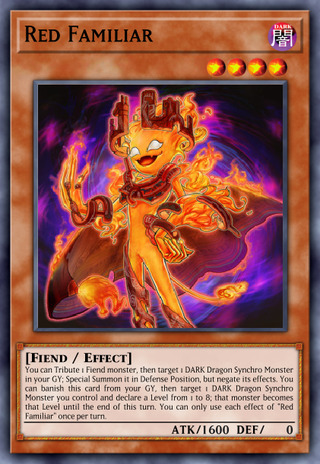 RED FAMILIAR
DARK
闇
[FIEND / EFFECT]
You can Tribute 1 Fiend monster, then target 1 DARK Dragon Synchro Monster
in your GY; Special Summon it in Defense Position, but negate its effects. You
can banish this card from your GY, then target 1 DARK Dragon Synchro
Monster you control and declare a Level from 1 to 8; that monster becomes
that Level until the end of this turn. You can only use each effect of "Red
Familiar" once per turn.
ATK/1600 DEF/ 0